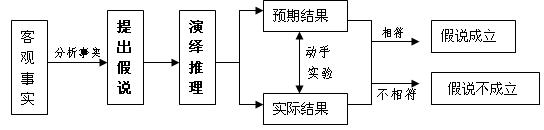 客观事实
分析事实
提出假说
演绎推理
预期结果
动手
实验
实际结果
相符
不相符
假说成立
假说不成立